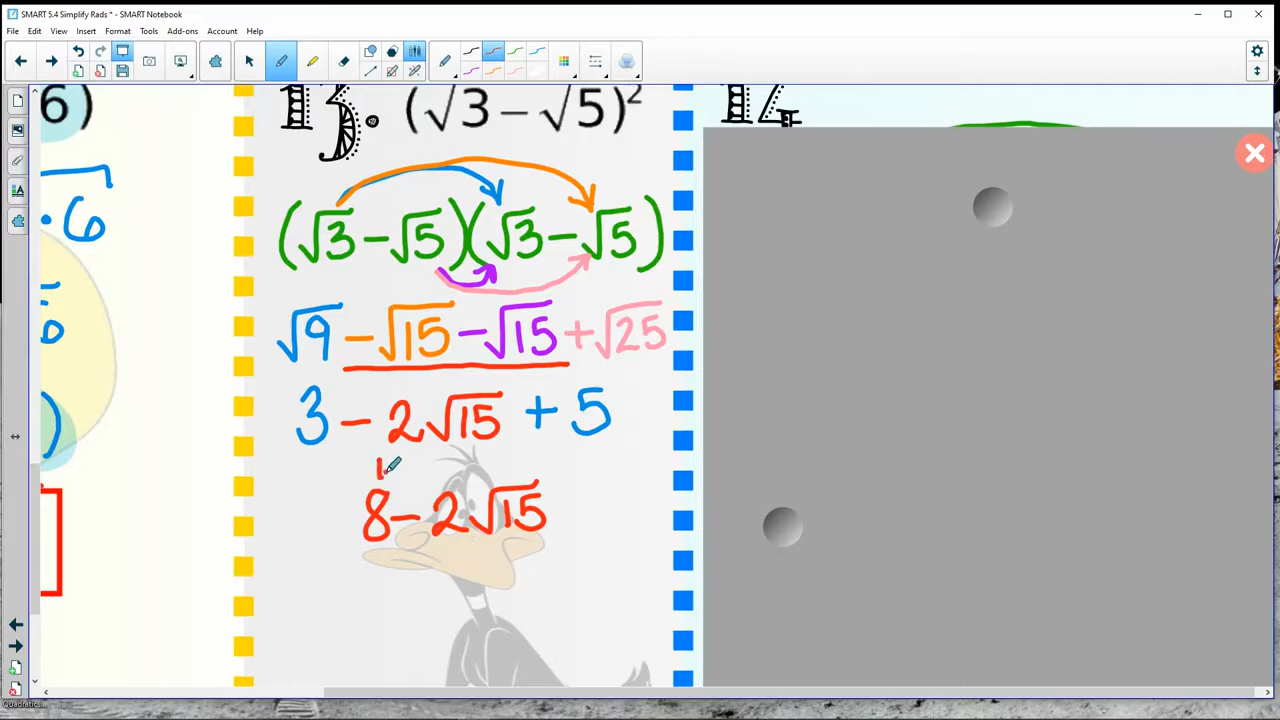 SMART 5.4 Simplify Rads * - SMART Notebook
File Edit View Insert Format Tools Add-ons Account Help
6)
• 6
)
13. (√3 – √5)²
(√3 – √5)(√3 – √5)
√9 – √15 – √15 + √25
3 – 2√15 + 5
8 – 2√15
14
Quadratics...